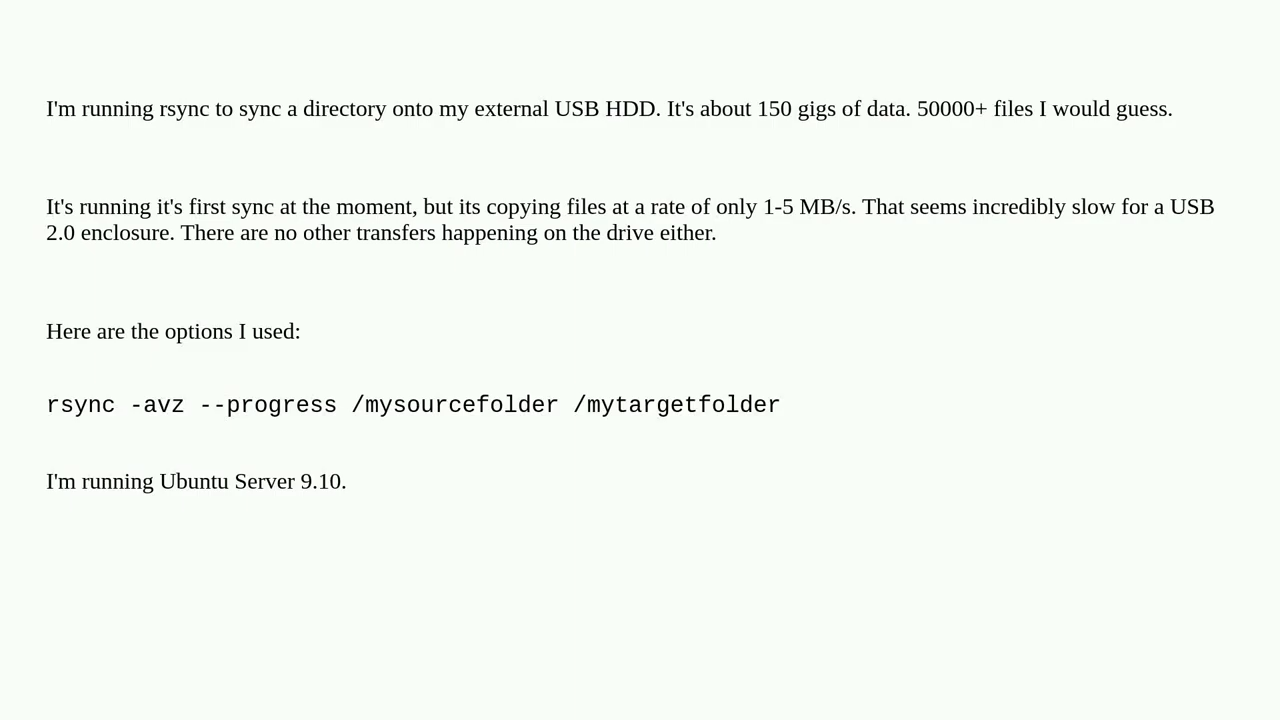 I'm running rsync to sync a directory onto my external USB HDD. It's about 150 gigs of data. 50000+ files I would guess.
It's running it's first sync at the moment, but its copying files at a rate of only 1-5 MB/s. That seems incredibly slow for a USB
2.0 enclosure. There are no other transfers happening on the drive either.
Here are the options I used:
rsync -avz --progress /mysourcefolder /mytargetfolder
I'm running Ubuntu Server 9.10.